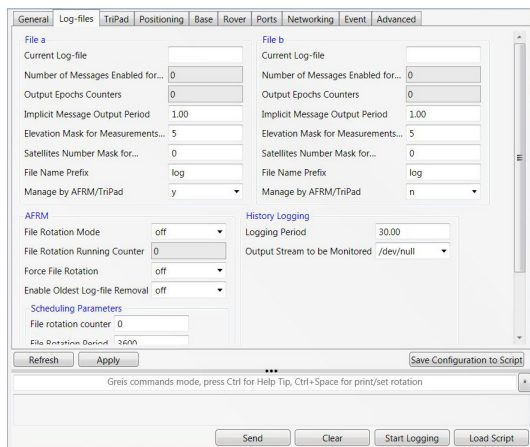 General Log-files TriPad Positioning Base Rover Ports Networking Event Advanced
File a
Current Log-file
Number of Messages Enabled for... 0
Output Epochs Counters 0
Implicit Message Output Period 1.00
Elevation Mask for Measurements... 5
Satellites Number Mask for... 0
File Name Prefix log
Manage by AFRM/TriPad y
File b
Current Log-file
Number of Messages Enabled for... 0
Output Epochs Counters 0
Implicit Message Output Period 1.00
Elevation Mask for Measurements... 5
Satellites Number Mask for... 0
File Name Prefix log
Manage by AFRM/TriPad n
AFRM
File Rotation Mode off
File Rotation Running Counter 0
Force File Rotation off
Enable Oldest Log-file Removal off
Scheduling Parameters
File rotation counter 0
File Rotation Period 3600
History Logging
Logging Period 30.00
Output Stream to be Monitored /dev/null
Refresh Apply Save Configuration to Script
Greis commands mode, press Ctrl for Help Tip, Ctrl+Space for print/set rotation
Send Clear Start Logging Load Script